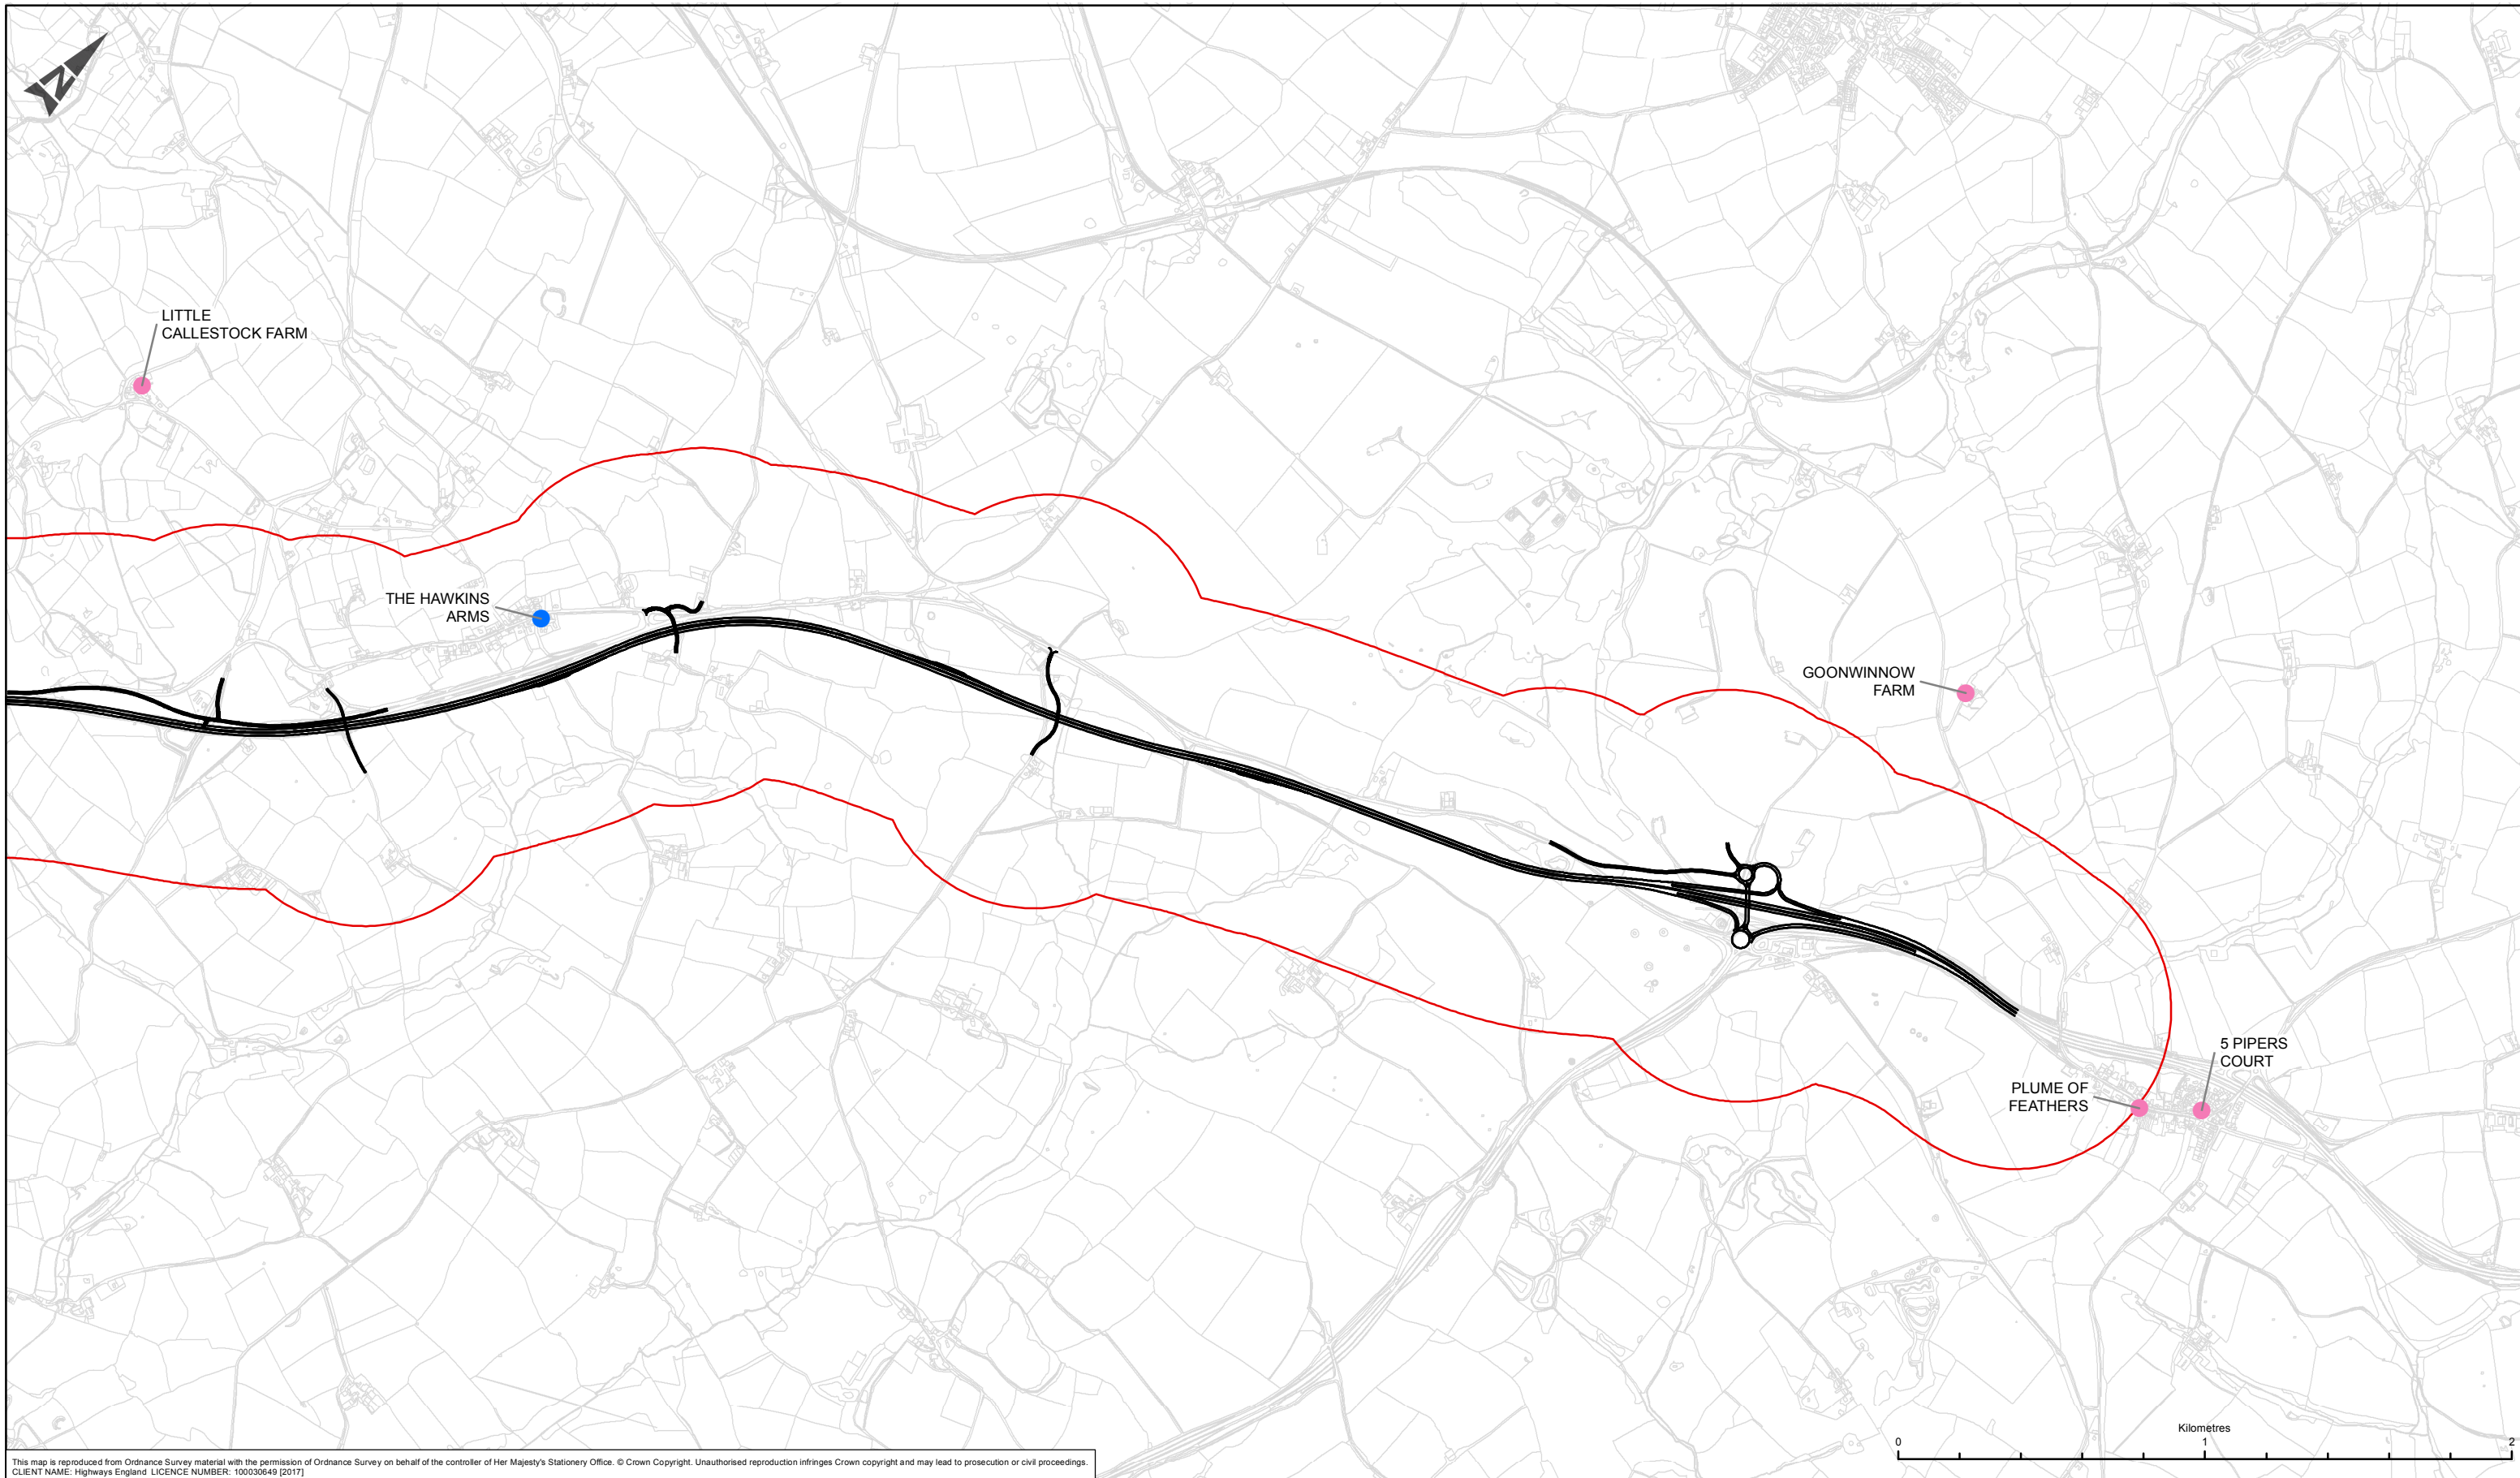 N
LITTLE
CALLESTOCK FARM
THE HAWKINS
ARMS
GOONWINNOW
FARM
5 PIPERS
COURT
PLUME OF
FEATHERS
Kilometres
0 1 2
This map is reproduced from Ordnance Survey material with the permission of Ordnance Survey on behalf of the controller of Her Majesty's Stationery Office. © Crown Copyright. Unauthorised reproduction infringes Crown copyright and may lead to prosecution or civil proceedings.
CLIENT NAME: Highways England LICENCE NUMBER: 100030649 [2017]